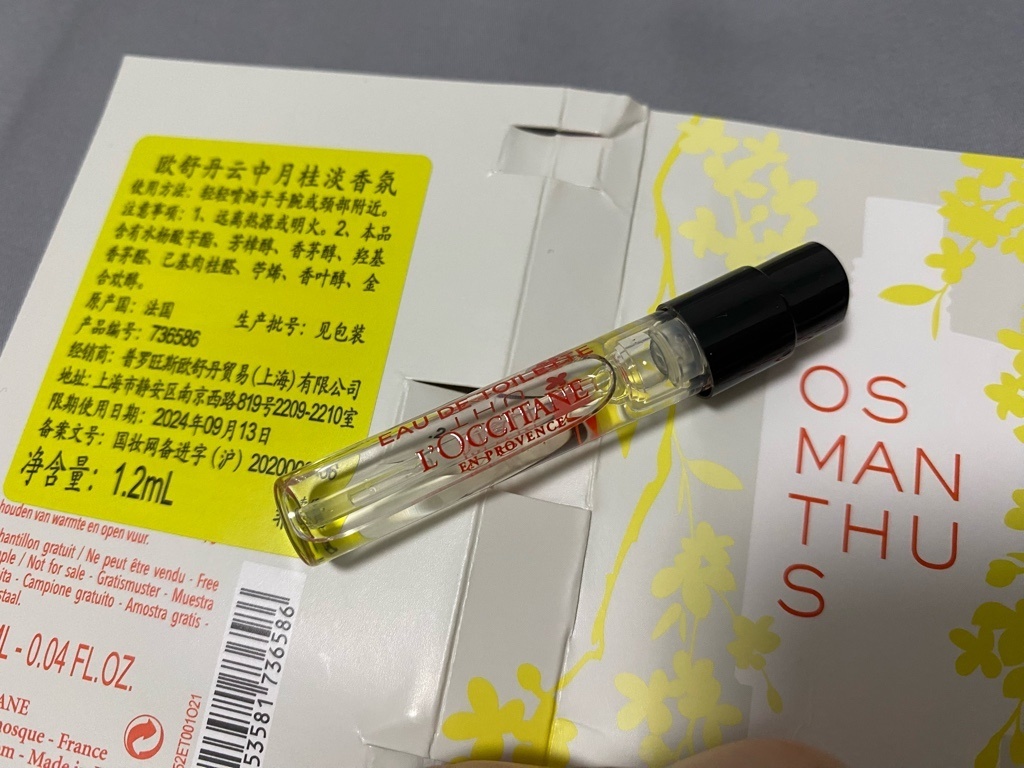 欧舒丹云中月桂淡香氛
使用方法：轻轻喷洒于手腕或颈部附近。
注意事项：1、远离热源或明火。2、本品
含有水杨酸苄酯、芳樟醇、香茅醇、羟基
香茅醛、己基肉桂醛、苧烯、香叶醇、金
合欢醇。
原产国：法国
生产批号：见包装
产品编号：736586
经销商：普罗旺斯欧舒丹贸易(上海)有限公司
地址：上海市静安区南京西路819号2209-2210室
限期使用日期：2024年09月13日
备案文号：国妆网备进字（沪）202000
净含量：1.2mL
houden van warmte en open vuur.
chantillon gratuit / Ne peut être vendu - Free
ple / Not for sale - Gratismuster - Muestra
ita - Campione gratuito - Amostra gratis -
staal.
L - 0.04 FL.OZ.
ANE
nosque - France
m - Made in
52ET001O21
53581 736586
EAU DE TOILETTE
L'OCCITANE
EN PROVENCE
OS
MAN
THU
S